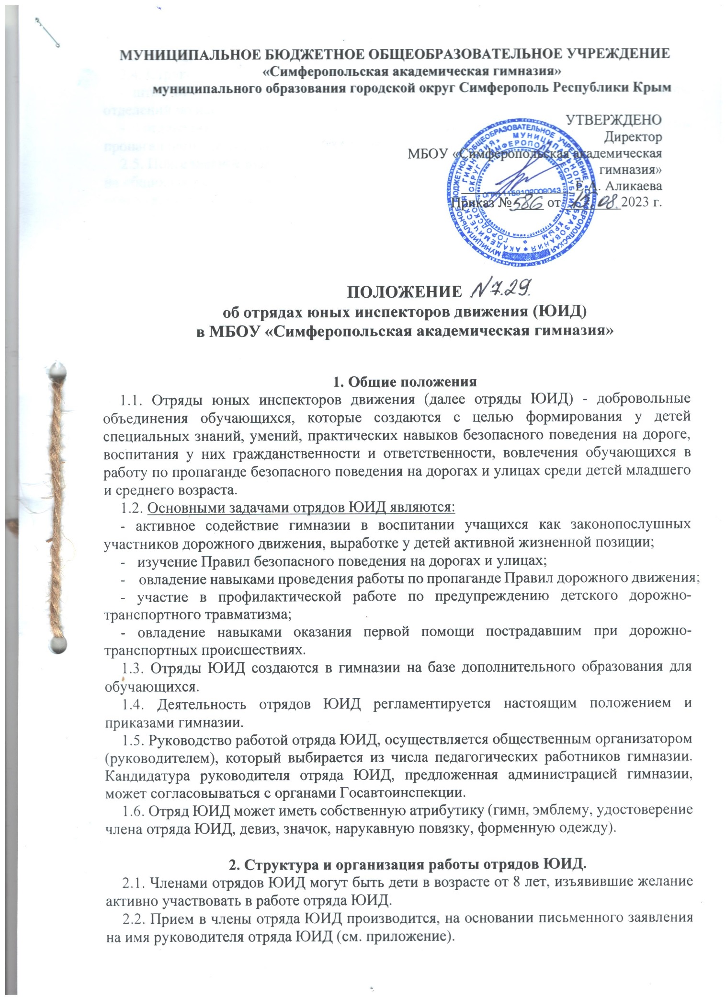 МУНИЦИПАЛЬНОЕ БЮДЖЕТНОЕ ОБЩЕОБРАЗОВАТЕЛЬНОЕ УЧРЕЖДЕНИЕ
«Симферопольская академическая гимназия»
муниципального образования городской округ Симферополь Республики Крым
УТВЕРЖДЕНО
Директор
МБОУ «Симферопольская академическая
гимназия»
Е.А. Аликаева
Приказ № 586 от .08.2023 г.
ОГРН 1159102009043
ПОЛОЖЕНИЕ N 7.29.
об отрядах юных инспекторов движения (ЮИД)
в МБОУ «Симферопольская академическая гимназия»
1. Общие положения
1.1. Отряды юных инспекторов движения (далее отряды ЮИД) - добровольные
объединения обучающихся, которые создаются с целью формирования у детей
специальных знаний, умений, практических навыков безопасного поведения на дороге,
воспитания у них гражданственности и ответственности, вовлечения обучающихся в
работу по пропаганде безопасного поведения на дорогах и улицах среди детей младшего
и среднего возраста.
1.2. Основными задачами отрядов ЮИД являются:
- активное содействие гимназии в воспитании учащихся как законопослушных
участников дорожного движения, выработке у детей активной жизненной позиции;
- изучение Правил безопасного поведения на дорогах и улицах;
- овладение навыками проведения работы по пропаганде Правил дорожного движения;
- участие в профилактической работе по предупреждению детского дорожно-
транспортного травматизма;
- овладение навыками оказания первой помощи пострадавшим при дорожно-
транспортных происшествиях.
1.3. Отряды ЮИД создаются в гимназии на базе дополнительного образования для
обучающихся.
1.4. Деятельность отрядов ЮИД регламентируется настоящим положением и
приказами гимназии.
1.5. Руководство работой отряда ЮИД, осуществляется общественным организатором
(руководителем), который выбирается из числа педагогических работников гимназии.
Кандидатура руководителя отряда ЮИД, предложенная администрацией гимназии,
может согласовываться с органами Госавтоинспекции.
1.6. Отряд ЮИД может иметь собственную атрибутику (гимн, эмблему, удостоверение
члена отряда ЮИД, девиз, значок, нарукавную повязку, форменную одежду).
2. Структура и организация работы отрядов ЮИД.
2.1. Членами отрядов ЮИД могут быть дети в возрасте от 8 лет, изъявившие желание
активно участвовать в работе отряда ЮИД.
2.2. Прием в члены отряда ЮИД производится, на основании письменного заявления
на имя руководителя отряда ЮИД (см. приложение).